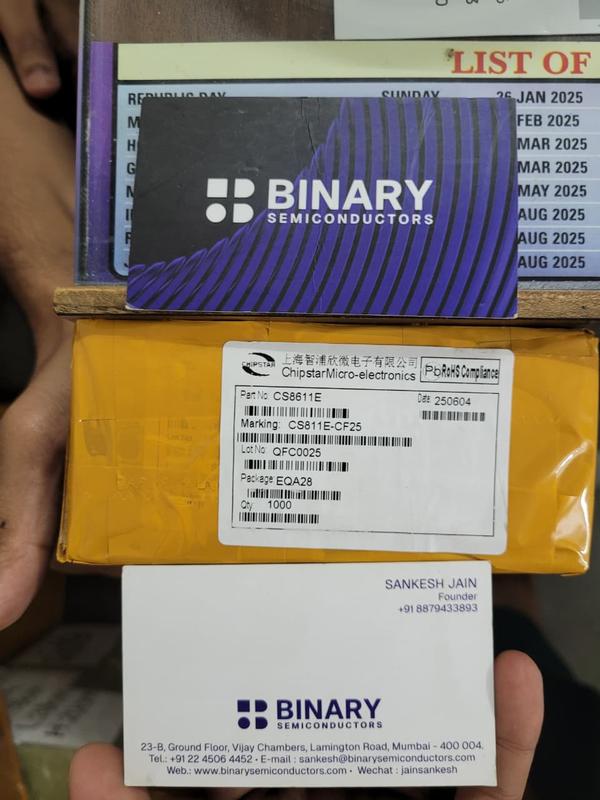 LIST OF
REPUBLIC DAY SUNDAY 26 JAN 2025
FEB 2025
MAR 2025
MAR 2025
MAY 2025
AUG 2025
AUG 2025
AUG 2025
BINARY
SEMICONDUCTORS
CHIPSTAR
上海智浦欣微电子有限公司
ChipstarMicro-electronics
Pb RoHS Compliance
Part No: CS8611E
Date: 250604
Marking: CS811E-CF25
Lot No: QFC0025
Package: EQA28
Qty: 1000
SANKESH JAIN
Founder
+91 8879433893
BINARY
SEMICONDUCTORS
23-B, Ground Floor, Vijay Chambers, Lamington Road, Mumbai - 400 004.
Tel.: +91 22 4506 4452 • E-mail : sankesh@binarysemiconductors.com
Web.: www.binarysemiconductors.com • Wechat : jainsankesh